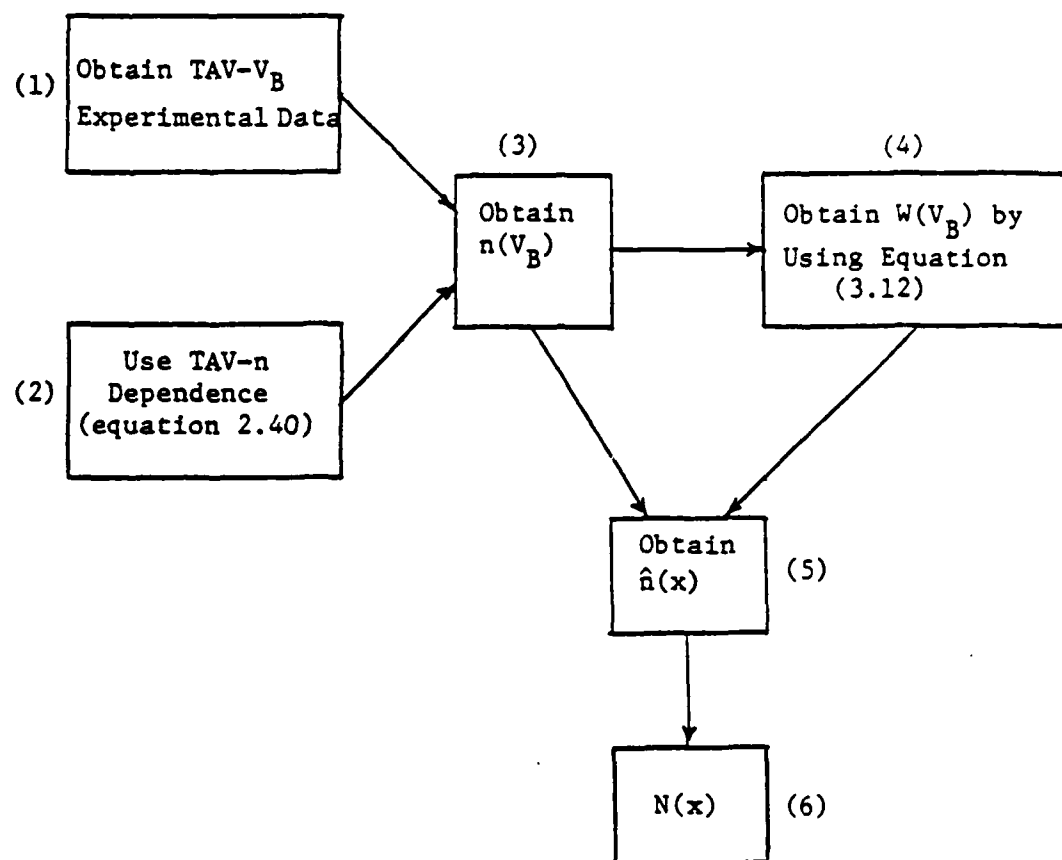 (1)
Obtain TAV-V_B
Experimental Data
(2)
Use TAV-n
Dependence
(equation 2.40)
(3)
Obtain
n(V_B)
(4)
Obtain W(V_B) by
Using Equation
(3.12)
Obtain
n̂(x)
(5)
N(x)
(6)